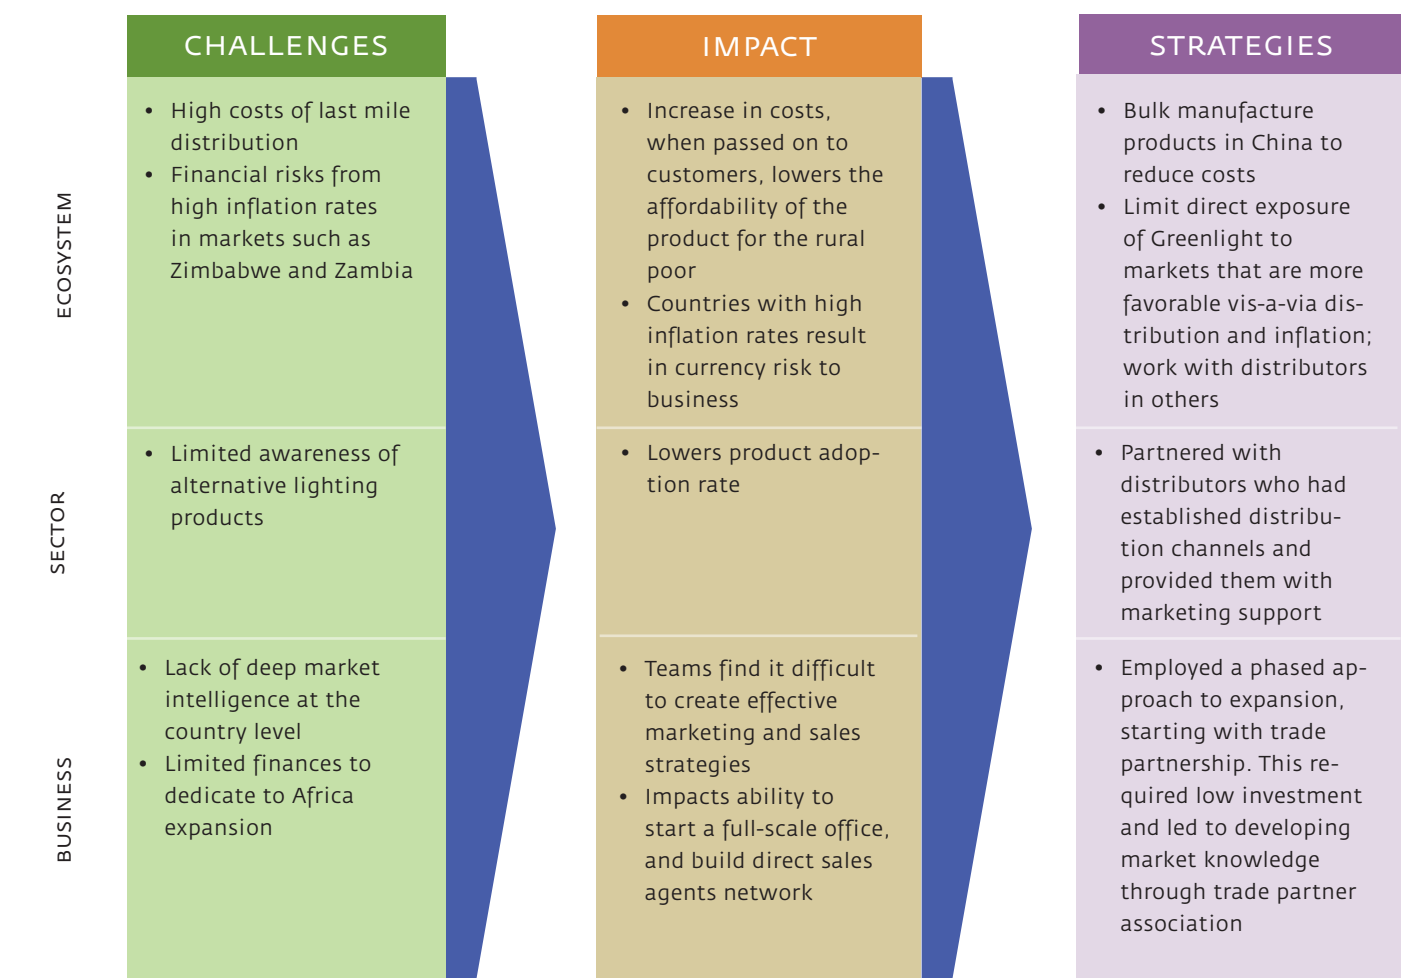 CHALLENGES
IMPACT
STRATEGIES
ECOSYSTEM
• High costs of last mile
distribution
• Financial risks from
high inflation rates
in markets such as
Zimbabwe and Zambia
• Increase in costs,
when passed on to
customers, lowers the
affordability of the
product for the rural
poor
• Countries with high
inflation rates result
in currency risk to
business
• Bulk manufacture
products in China to
reduce costs
• Limit direct exposure
of Greenlight to
markets that are more
favorable vis-a-via dis-
tribution and inflation;
work with distributors
in others
SECTOR
• Limited awareness of
alternative lighting
products
• Lowers product adop-
tion rate
• Partnered with
distributors who had
established distribu-
tion channels and
provided them with
marketing support
BUSINESS
• Lack of deep market
intelligence at the
country level
• Limited finances to
dedicate to Africa
expansion
• Teams find it difficult
to create effective
marketing and sales
strategies
• Impacts ability to
start a full-scale office,
and build direct sales
agents network
• Employed a phased ap-
proach to expansion,
starting with trade
partnership. This re-
quired low investment
and led to developing
market knowledge
through trade partner
association